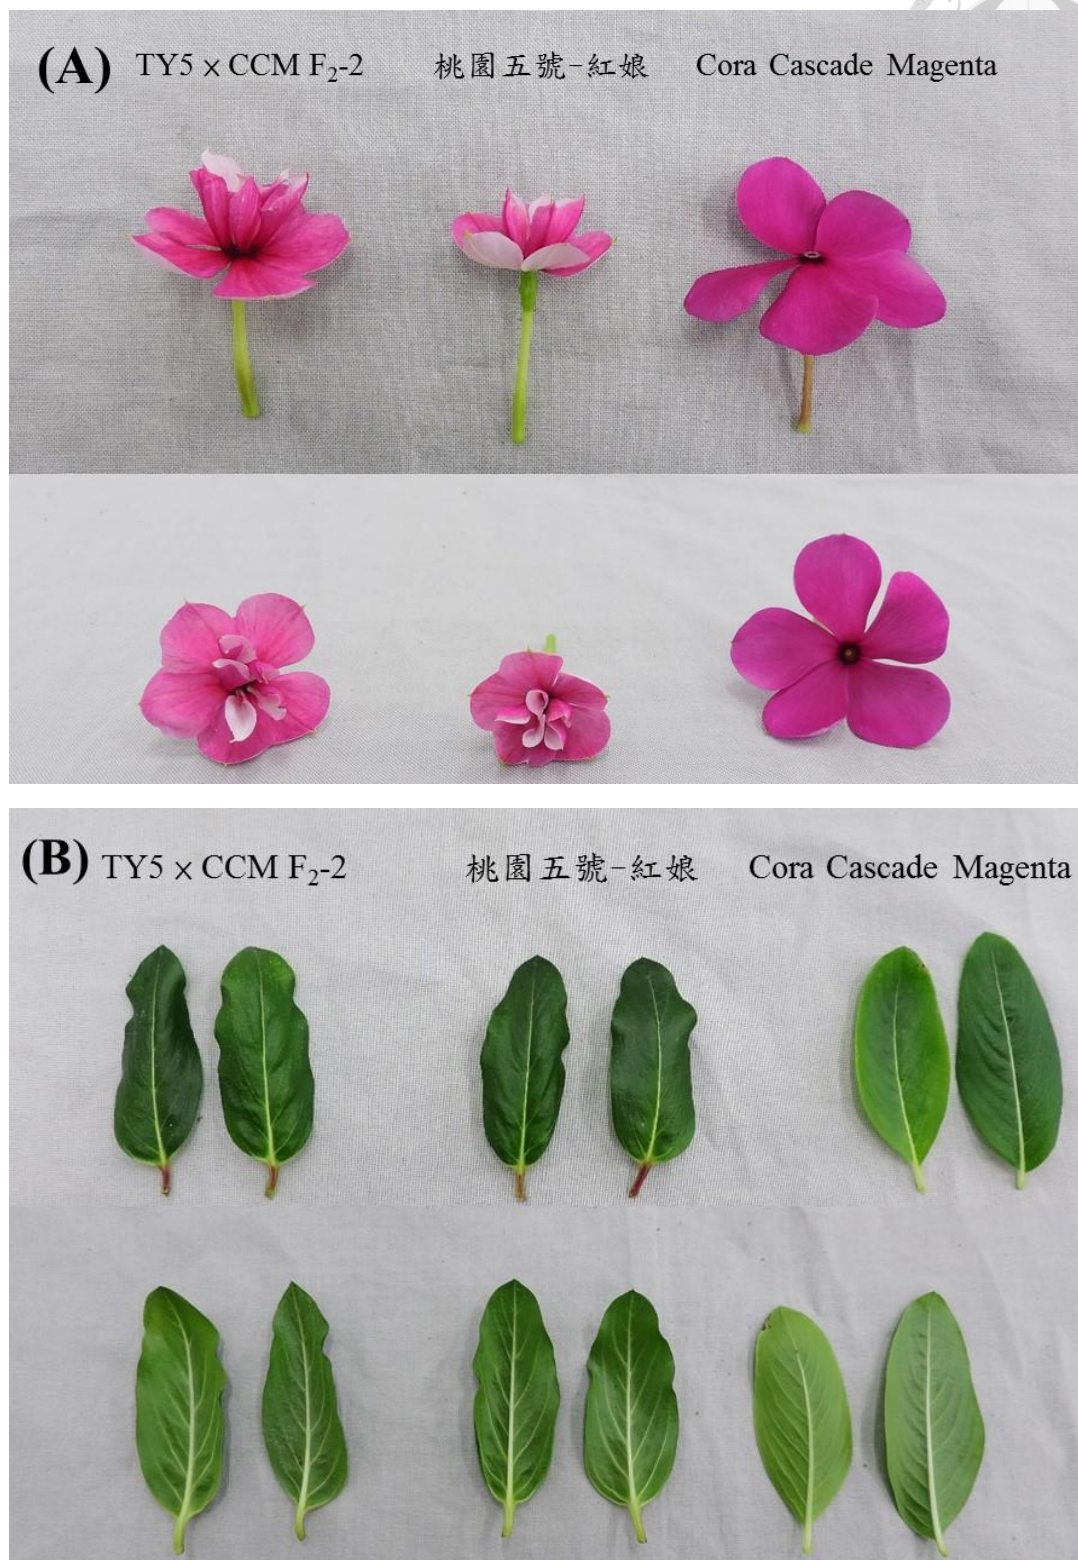 (A) TY5 × CCM F₂-2 桃園五號-紅娘 Cora Cascade Magenta
(B) TY5 × CCM F₂-2 桃園五號-紅娘 Cora Cascade Magenta